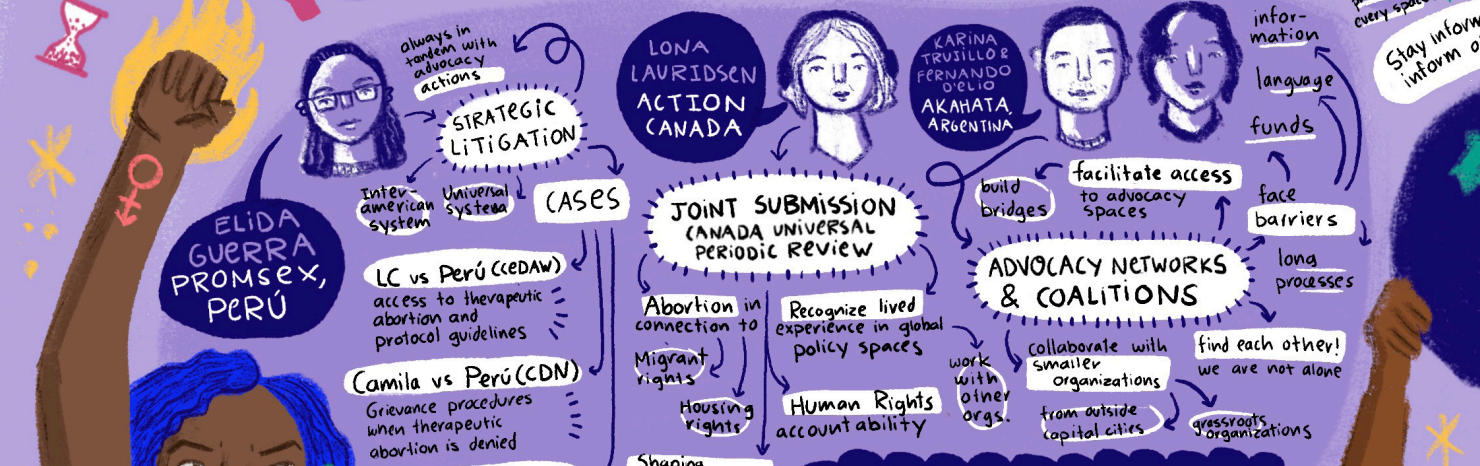 always in
tandem with
advocacy
actions
STRATEGIC
LITIGATION
Inter-
american
system
Universal
system
CASES
ELIDA
GUERRA
PROMSEX,
PERÚ
LC vs Perú (CEDAW)
access to therapeutic
abortion and
protocol guidelines
Camila vs Perú (CDN)
Grievance procedures
when therapeutic
abortion is denied
LONA
LAURIDSEN
ACTION
CANADA
JOINT SUBMISSION
CANADA UNIVERSAL
PERIODIC REVIEW
Abortion in
connection to
Migrant
rights
Housing
rights
Shaping
Recognize lived
experience in global
policy spaces
work
with
other
orgs.
Human Rights
accountability
KARINA
TRUJILLO &
FERNANDO
D'ELIO
AKAHATA,
ARGENTINA
build
bridges
facilitate access
to advocacy
spaces
ADVOCACY NETWORKS
& COALITIONS
infor-
mation
language
funds
face
barriers
long
processes
collaborate with
smaller
organizations
from outside
capital cities
grassroots
organizations
find each other!
we are not alone
every
Stay
inform